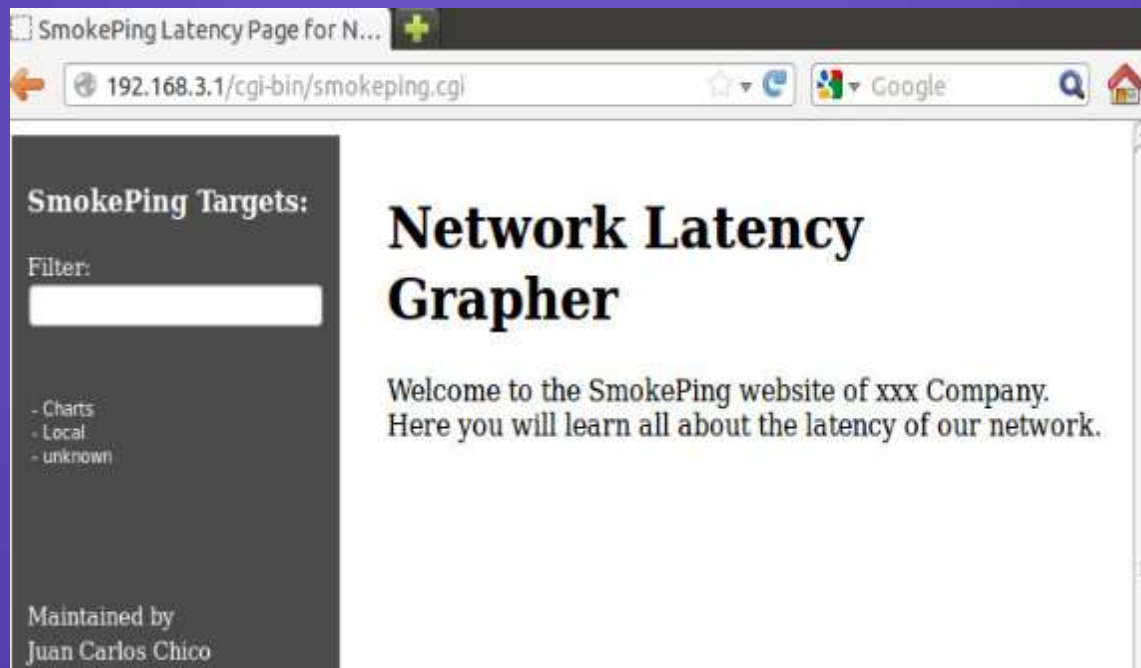 SmokePing Latency Page for N...
192.168.3.1/cgi-bin/smokeping.cgi
Google
SmokePing Targets:
Filter:
- Charts
- Local
- unknown
Maintained by
Juan Carlos Chico
Network Latency
Grapher
Welcome to the SmokePing website of xxx Company.
Here you will learn all about the latency of our network.